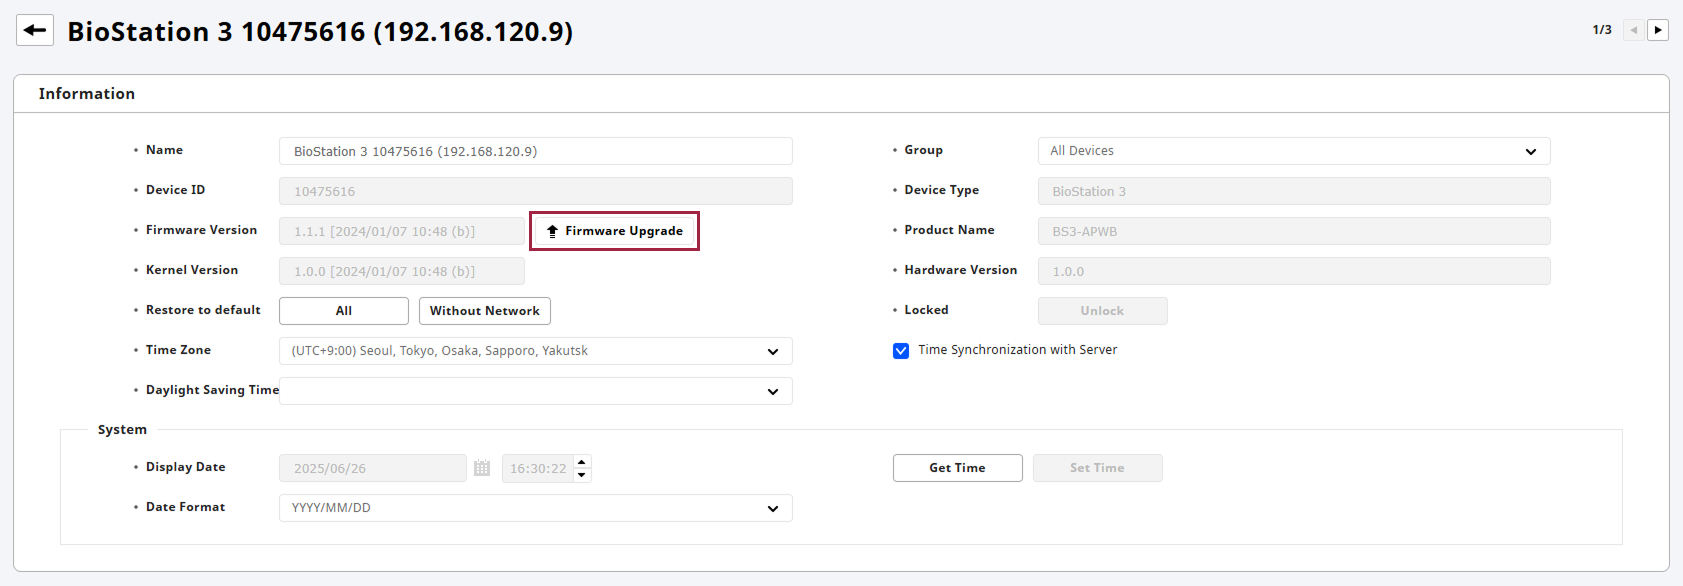 BioStation 3 10475616 (192.168.120.9)
1/3
Information
Name
BioStation 3 10475616 (192.168.120.9)
Group
All Devices
Device ID
10475616
Device Type
BioStation 3
Firmware Version
1.1.1 [2024/01/07 10:48 (b)]
Firmware Upgrade
Product Name
BS3-APWB
Kernel Version
1.0.0 [2024/01/07 10:48 (b)]
Hardware Version
1.0.0
Restore to default
All
Without Network
Locked
Unlock
Time Zone
(UTC+9:00) Seoul, Tokyo, Osaka, Sapporo, Yakutsk
Time Synchronization with Server
Daylight Saving Time
System
Display Date
2025/06/26
16:30:22
Get Time
Set Time
Date Format
YYYY/MM/DD